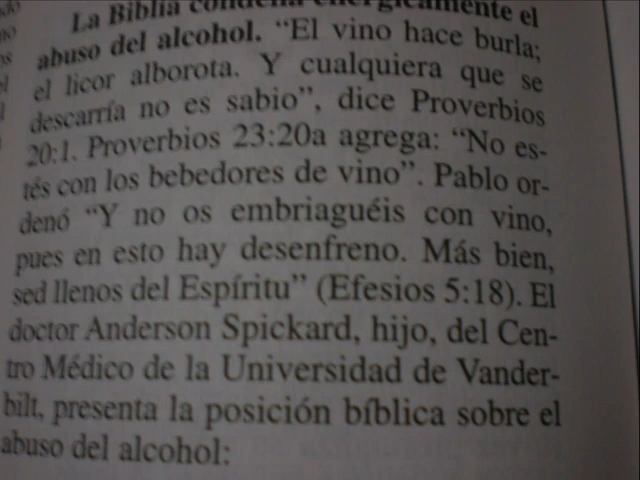 La Biblia condena enérgicamente el
abuso del alcohol. “El vino hace burla;
el licor alborota. Y cualquiera que se
descarría no es sabio”, dice Proverbios
20:1. Proverbios 23:20a agrega: “No es-
tés con los bebedores de vino”. Pablo or-
denó “Y no os embriaguéis con vino,
pues en esto hay desenfreno. Más bien,
sed llenos del Espíritu” (Efesios 5:18). El
doctor Anderson Spickard, hijo, del Cen-
tro Médico de la Universidad de Vander-
bilt, presenta la posición bíblica sobre el
abuso del alcohol: